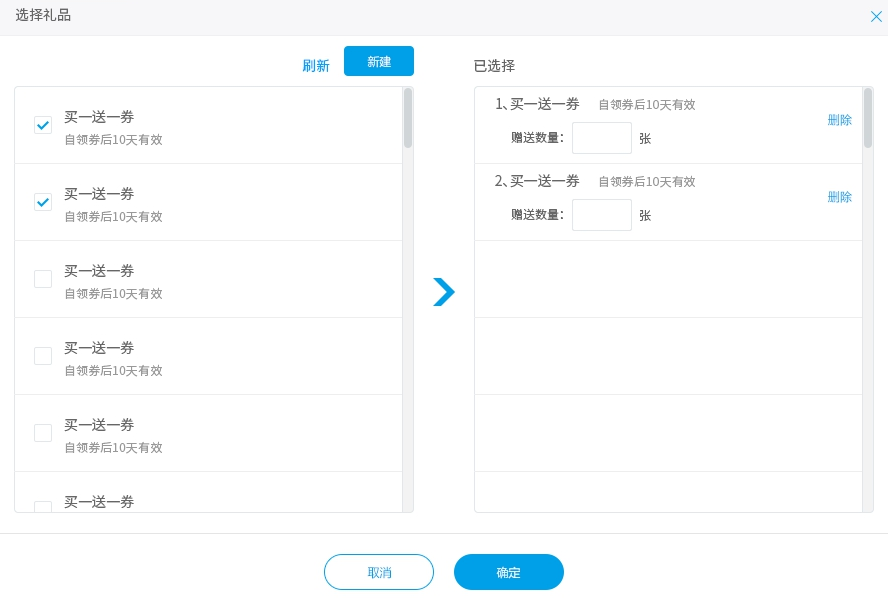 选择礼品
刷新 新建
已选择
买一送一券
自领券后10天有效
买一送一券
自领券后10天有效
买一送一券
自领券后10天有效
买一送一券
自领券后10天有效
买一送一券
自领券后10天有效
买一送一券
1、买一送一券 自领券后10天有效
赠送数量： 张
删除
2、买一送一券 自领券后10天有效
赠送数量： 张
删除
取消 确定